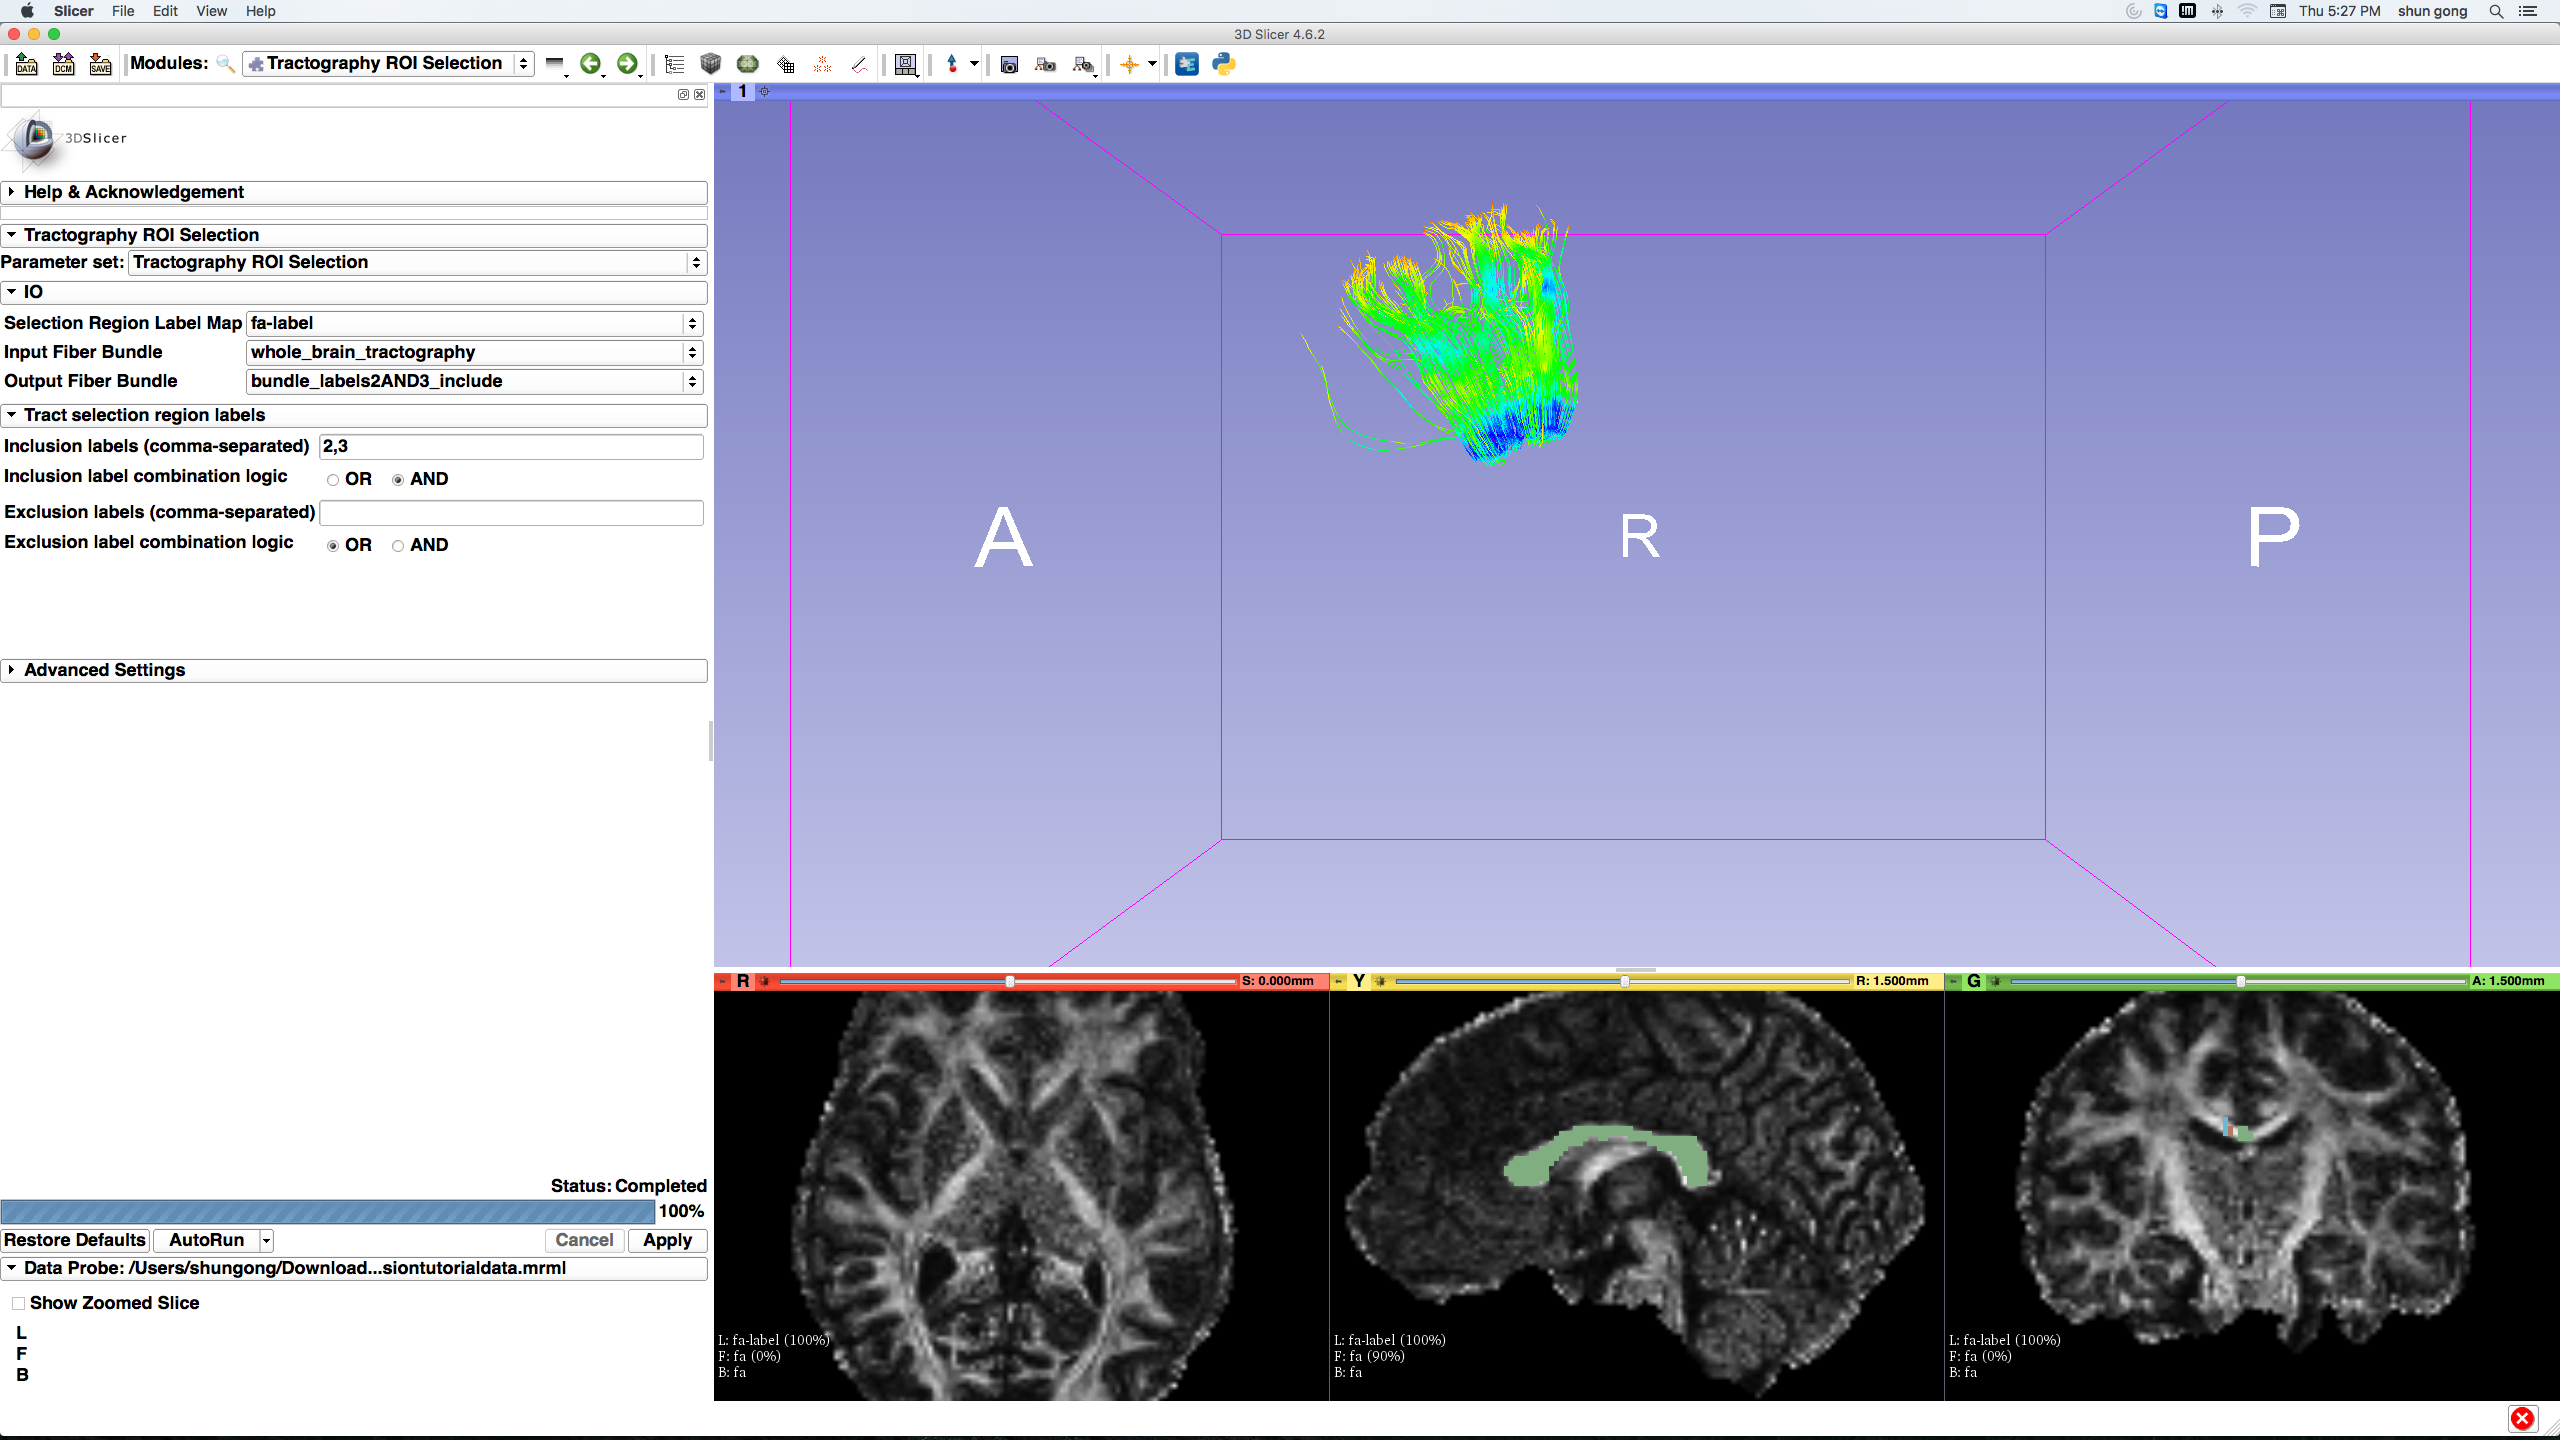 Slicer File Edit View Help
Thu 5:27 PM shun gong
3D Slicer 4.6.2
DATA DCM SAVE Modules: Tractography ROI Selection
1
3DSlicer
Help & Acknowledgement
Tractography ROI Selection
Parameter set: Tractography ROI Selection
IO
Selection Region Label Map fa-label
Input Fiber Bundle whole_brain_tractography
Output Fiber Bundle bundle_labels2AND3_include
Tract selection region labels
Inclusion labels (comma-separated) 2,3
Inclusion label combination logic OR AND
Exclusion labels (comma-separated)
Exclusion label combination logic OR AND
Advanced Settings
Status: Completed
100%
Restore Defaults AutoRun Cancel Apply
Data Probe: /Users/shungong/Download...siontutorialdata.mrml
Show Zoomed Slice
L
F
B
A R P
R S: 0.000mm
L: fa-label (100%)
F: fa (0%)
B: fa
Y R: 1.500mm
L: fa-label (100%)
F: fa (90%)
B: fa
G A: 1.500mm
L: fa-label (100%)
F: fa (0%)
B: fa